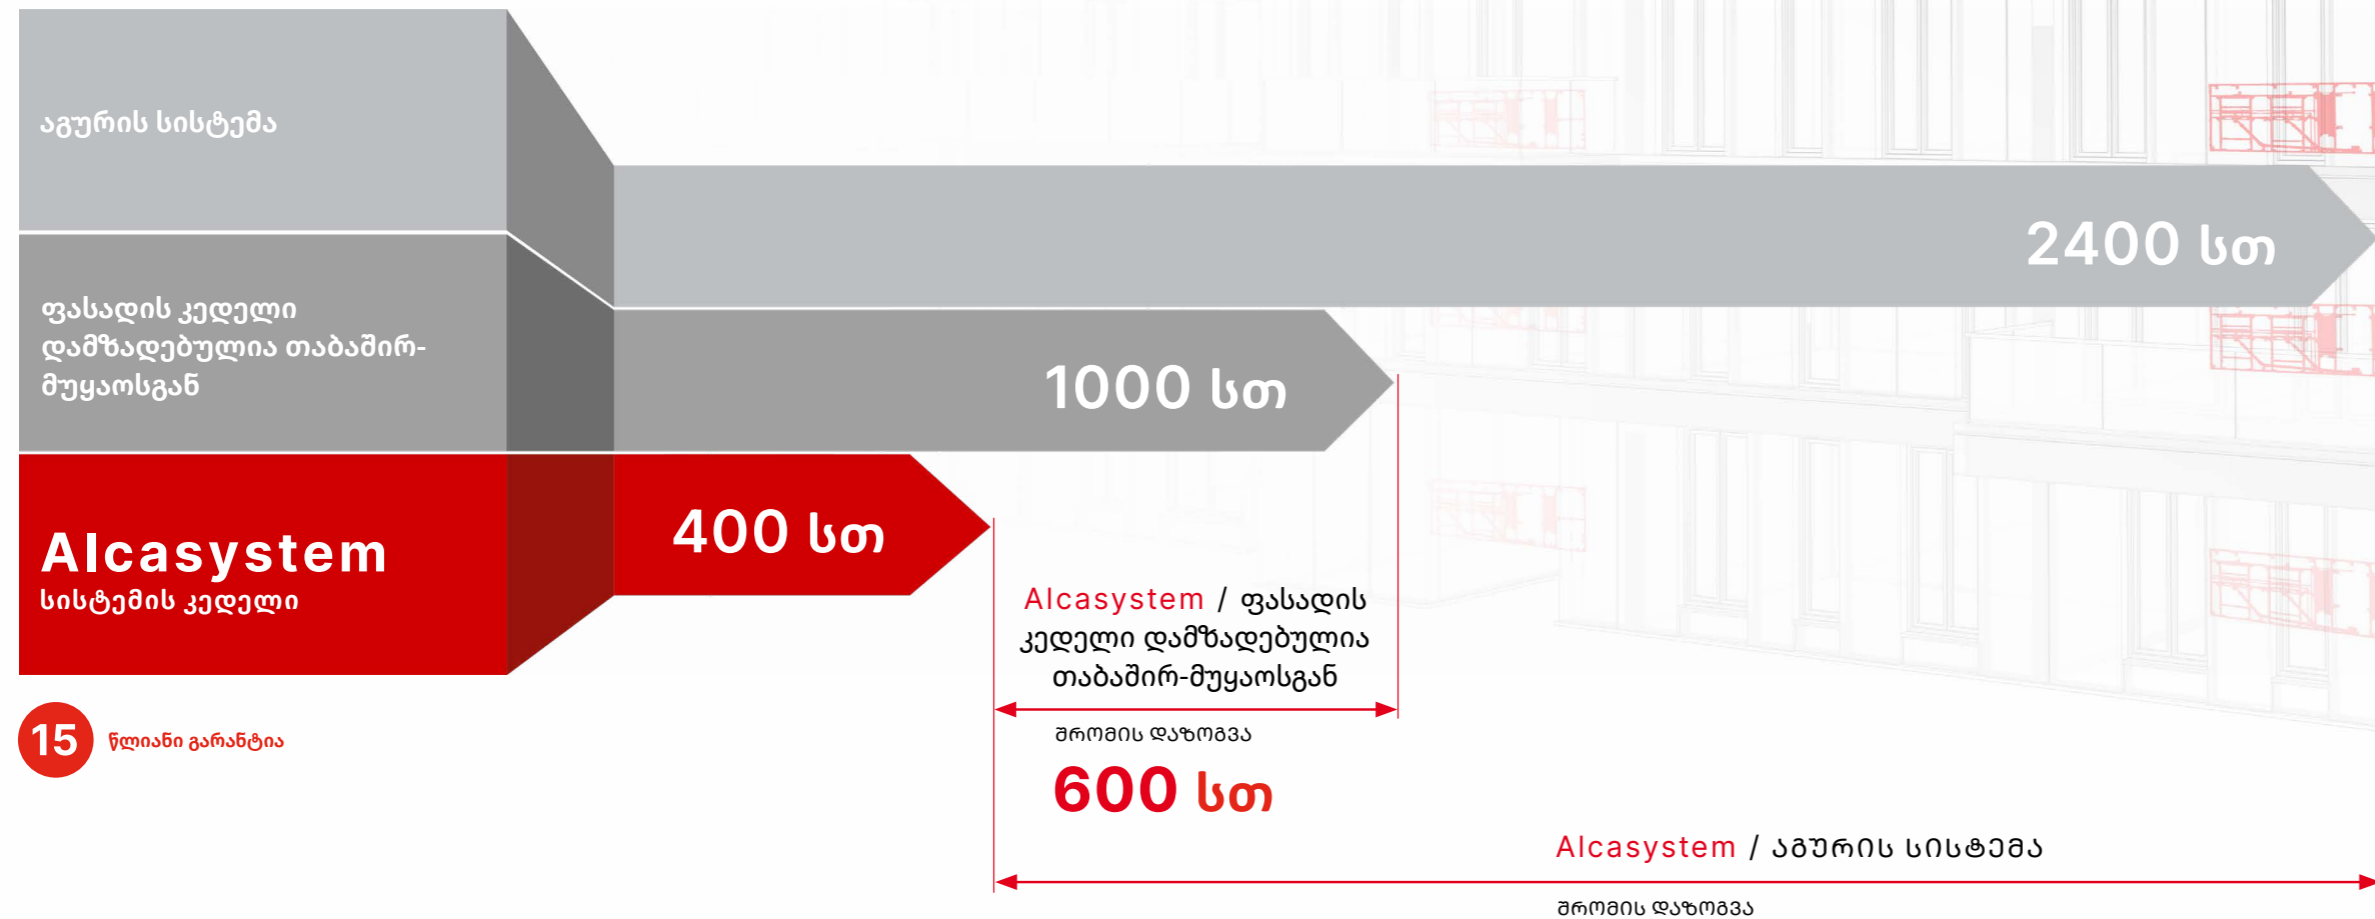 აგურის სისტემა
2400 სთ
ფასადის კედელი
დამზადებულია თაბაშირ-
მუყაოსგან
1000 სთ
Alcasystem
სისტემის კედელი
400 სთ
15 წლიანი გარანტია
Alcasystem / ფასადის
კედელი დამზადებულია
თაბაშირ-მუყაოსგან
შრომის დაზოგვა
600 სთ
Alcasystem / აგურის სისტემა
შრომის დაზოგვა